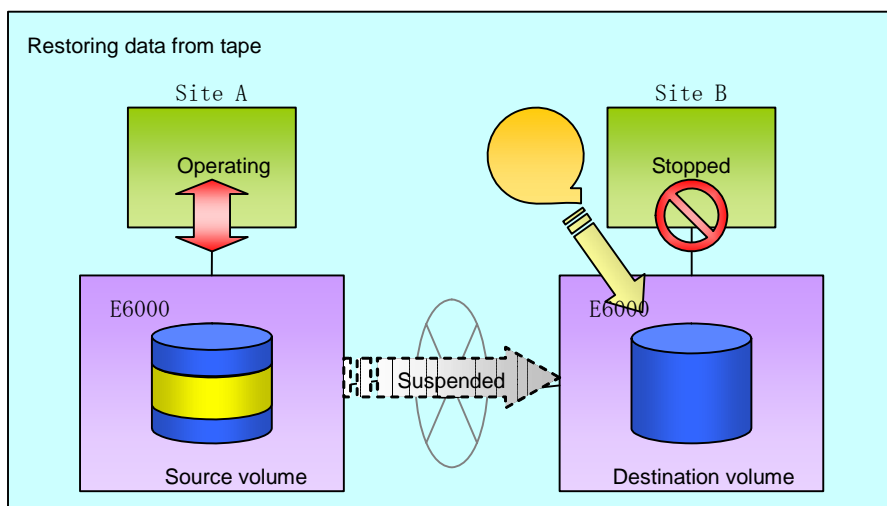 Restoring data from tape
Site A
Site B
Operating
Stopped
E6000
E6000
Suspended
Source volume
Destination volume